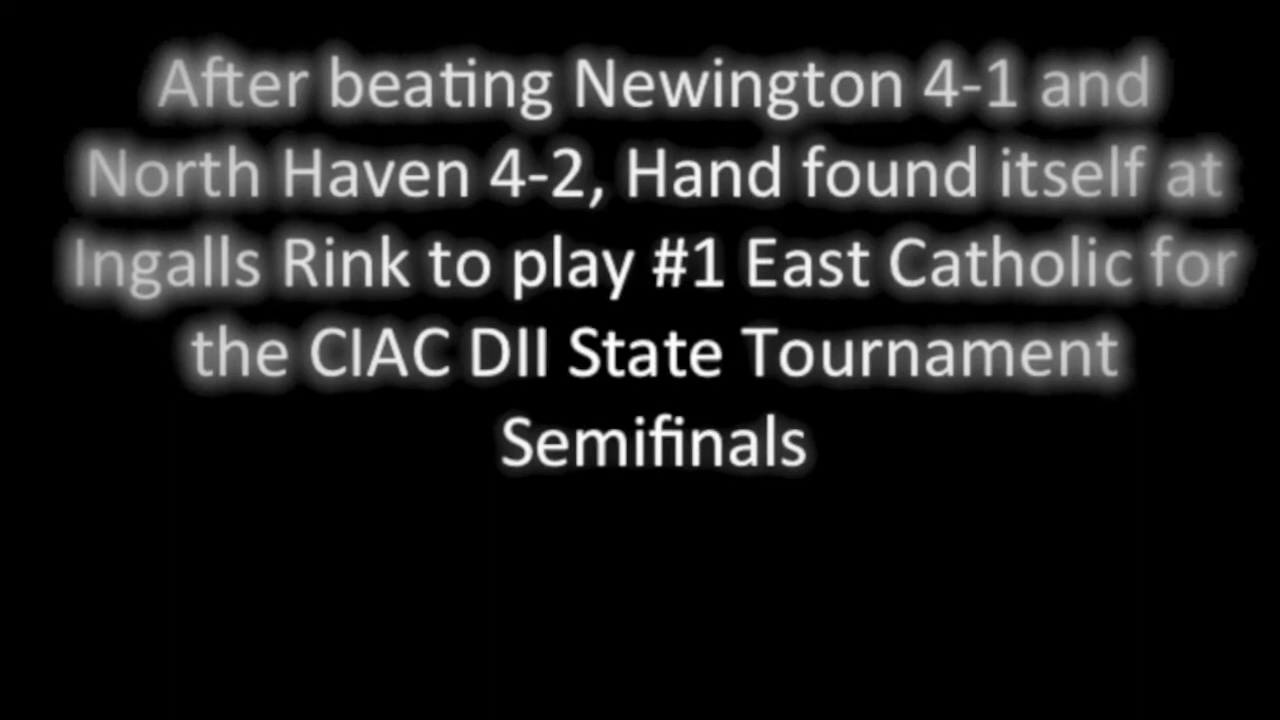 After beating Newington 4-1 and
North Haven 4-2, Hand found itself at
Ingalls Rink to play #1 East Catholic for
the CIAC DII State Tournament
Semifinals